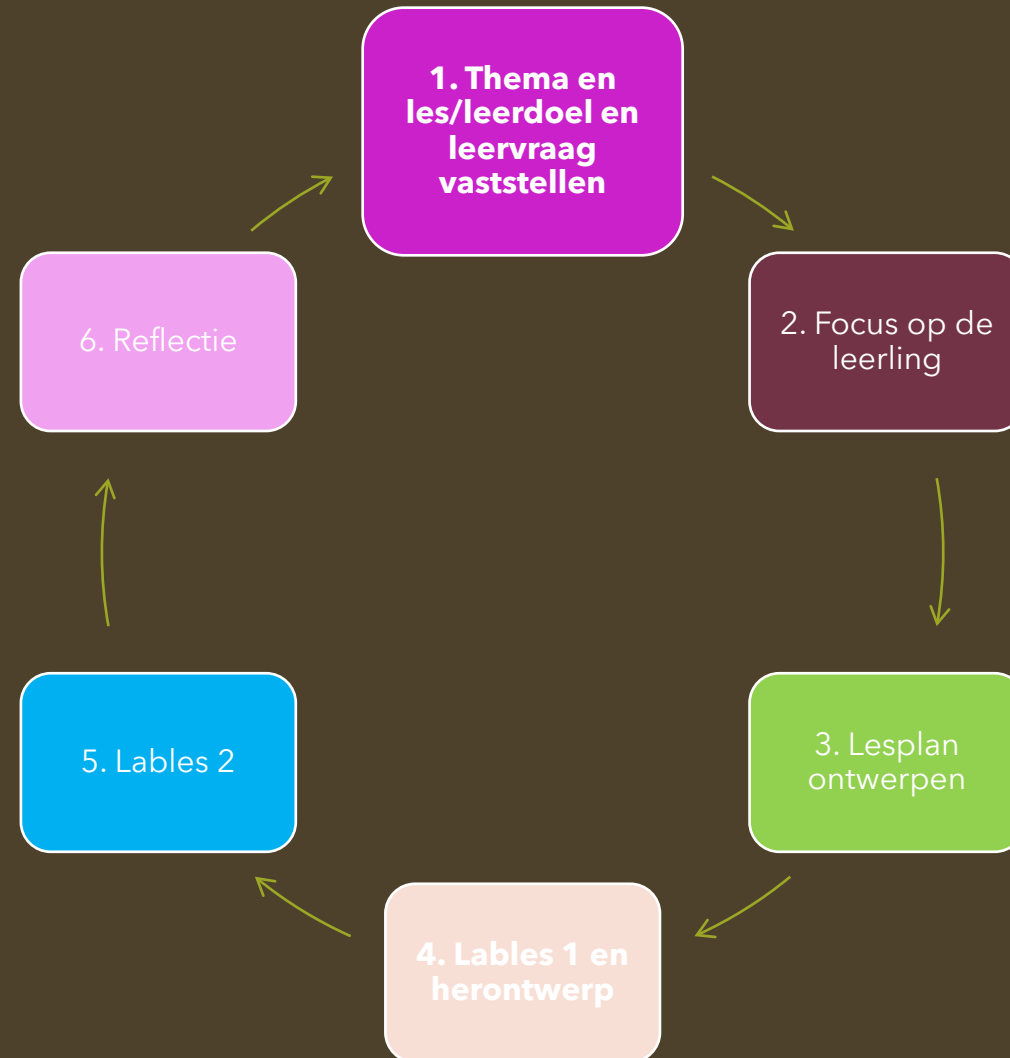 1. Thema en
les/leerdoel en
leervraag
vaststellen
2. Focus op de
leerling
3. Lesplan
ontwerpen
4. Lables 1 en
herontwerp
5. Lables 2
6. Reflectie